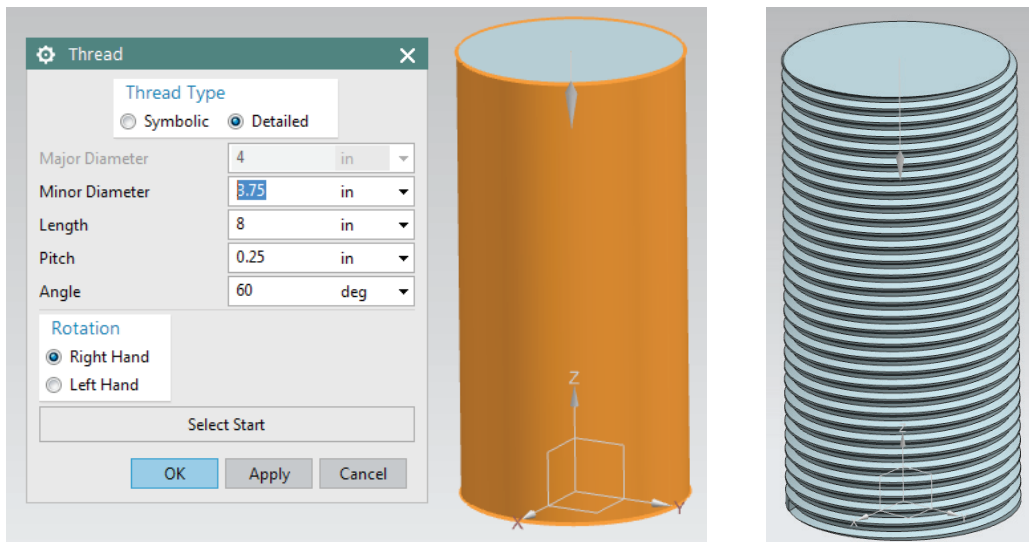 Thread
Thread Type
Symbolic Detailed
Major Diameter 4 in
Minor Diameter 3.75 in
Length 8 in
Pitch 0.25 in
Angle 60 deg
Rotation
Right Hand
Left Hand
Select Start
OK Apply Cancel
Z
X Y
Z
X Y